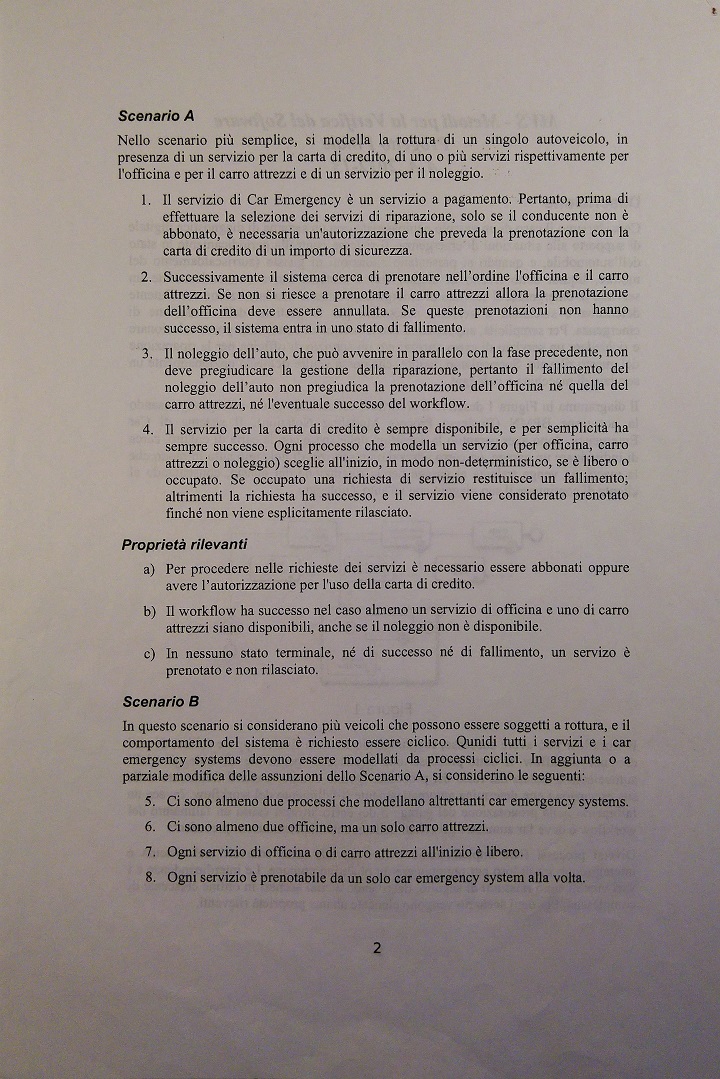 Scenario A
Nello scenario più semplice, si modella la rottura di un singolo autoveicolo, in
presenza di un servizio per la carta di credito, di uno o più servizi rispettivamente per
l'officina e per il carro attrezzi e di un servizio per il noleggio.
1. Il servizio di Car Emergency è un servizio a pagamento. Pertanto, prima di
effettuare la selezione dei servizi di riparazione, solo se il conducente non è
abbonato, è necessaria un'autorizzazione che preveda la prenotazione con la
carta di credito di un importo di sicurezza.
2. Successivamente il sistema cerca di prenotare nell'ordine l'officina e il carro
attrezzi. Se non si riesce a prenotare il carro attrezzi allora la prenotazione
dell'officina deve essere annullata. Se queste prenotazioni non hanno
successo, il sistema entra in uno stato di fallimento.
3. Il noleggio dell'auto, che può avvenire in parallelo con la fase precedente, non
deve pregiudicare la gestione della riparazione, pertanto il fallimento del
noleggio dell'auto non pregiudica la prenotazione dell'officina né quella del
carro attrezzi, né l'eventuale successo del workflow.
4. Il servizio per la carta di credito è sempre disponibile, e per semplicità ha
sempre successo. Ogni processo che modella un servizio (per officina, carro
attrezzi o noleggio) sceglie all'inizio, in modo non-deterministico, se è libero o
occupato. Se occupato una richiesta di servizio restituisce un fallimento;
altrimenti la richiesta ha successo, e il servizio viene considerato prenotato
finché non viene esplicitamente rilasciato.
Proprietà rilevanti
a) Per procedere nelle richieste dei servizi è necessario essere abbonati oppure
avere l'autorizzazione per l'uso della carta di credito.
b) Il workflow ha successo nel caso almeno un servizio di officina e uno di carro
attrezzi siano disponibili, anche se il noleggio non è disponibile.
c) In nessuno stato terminale, né di successo né di fallimento, un servizo è
prenotato e non rilasciato.
Scenario B
In questo scenario si considerano più veicoli che possono essere soggetti a rottura, e il
comportamento del sistema è richiesto essere ciclico. Qunidi tutti i servizi e i car
emergency systems devono essere modellati da processi ciclici. In aggiunta o a
parziale modifica delle assunzioni dello Scenario A, si considerino le seguenti:
5. Ci sono almeno due processi che modellano altrettanti car emergency systems.
6. Ci sono almeno due officine, ma un solo carro attrezzi.
7. Ogni servizio di officina o di carro attrezzi all'inizio è libero.
8. Ogni servizio è prenotabile da un solo car emergency system alla volta.
2